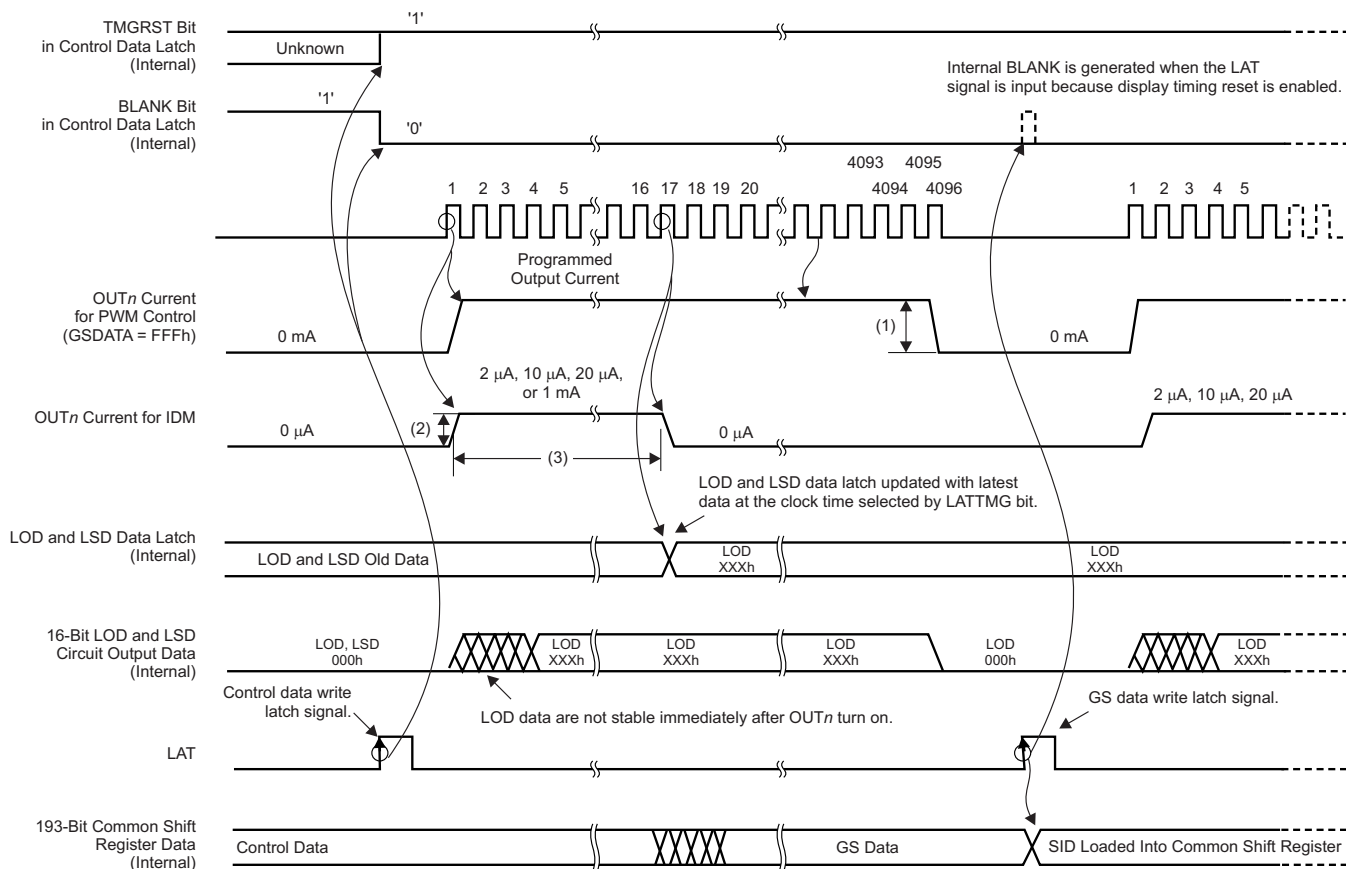 TMGRST Bit
in Control Data Latch
(Internal)
'1'
Unknown
Internal BLANK is generated when the LAT
signal is input because display timing reset is enabled.
BLANK Bit
in Control Data Latch
(Internal)
'1'
'0'
4093 4095
1 2 3 4 5 16 17 18 19 20 4094 4096 1 2 3 4 5
Programmed
Output Current
OUTn Current
for PWM Control
(GSDATA = FFFh)
0 mA
(1)
0 mA
2 μA, 10 μA, 20 μA,
or 1 mA
2 μA, 10 μA, 20 μA
OUTn Current for IDM
0 μA
(2)
0 μA
(3)
LOD and LSD data latch updated with latest
data at the clock time selected by LATTMG bit.
LOD and LSD Data Latch
(Internal)
LOD and LSD Old Data
LOD
XXXh
LOD
XXXh
16-Bit LOD and LSD
Circuit Output Data
(Internal)
LOD, LSD
000h
LOD
XXXh
LOD
XXXh
LOD
XXXh
LOD
000h
LOD
XXXh
Control data write
latch signal.
LOD data are not stable immediately after OUTn turn on.
GS data write latch signal.
LAT
193-Bit Common Shift
Register Data
(Internal)
Control Data
GS Data
SID Loaded Into Common Shift Register